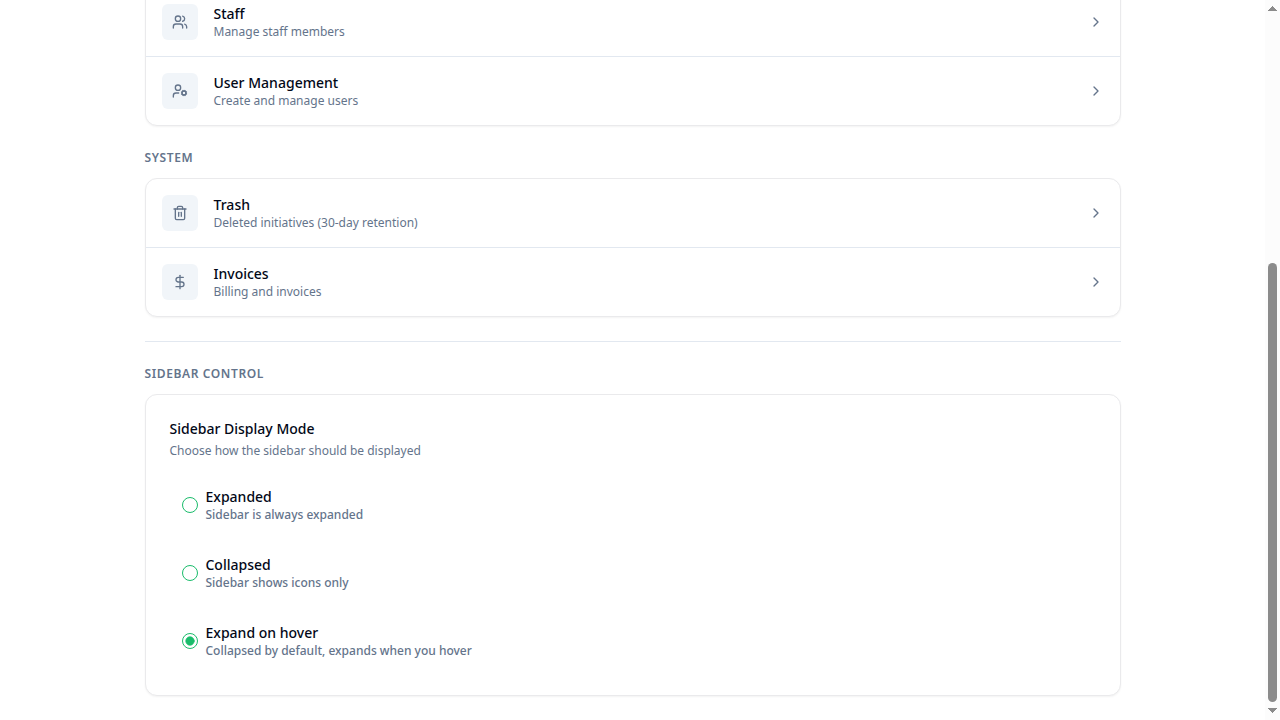 Staff
Manage staff members
User Management
Create and manage users
SYSTEM
Trash
Deleted initiatives (30-day retention)
Invoices
Billing and invoices
SIDEBAR CONTROL
Sidebar Display Mode
Choose how the sidebar should be displayed
Expanded
Sidebar is always expanded
Collapsed
Sidebar shows icons only
Expand on hover
Collapsed by default, expands when you hover